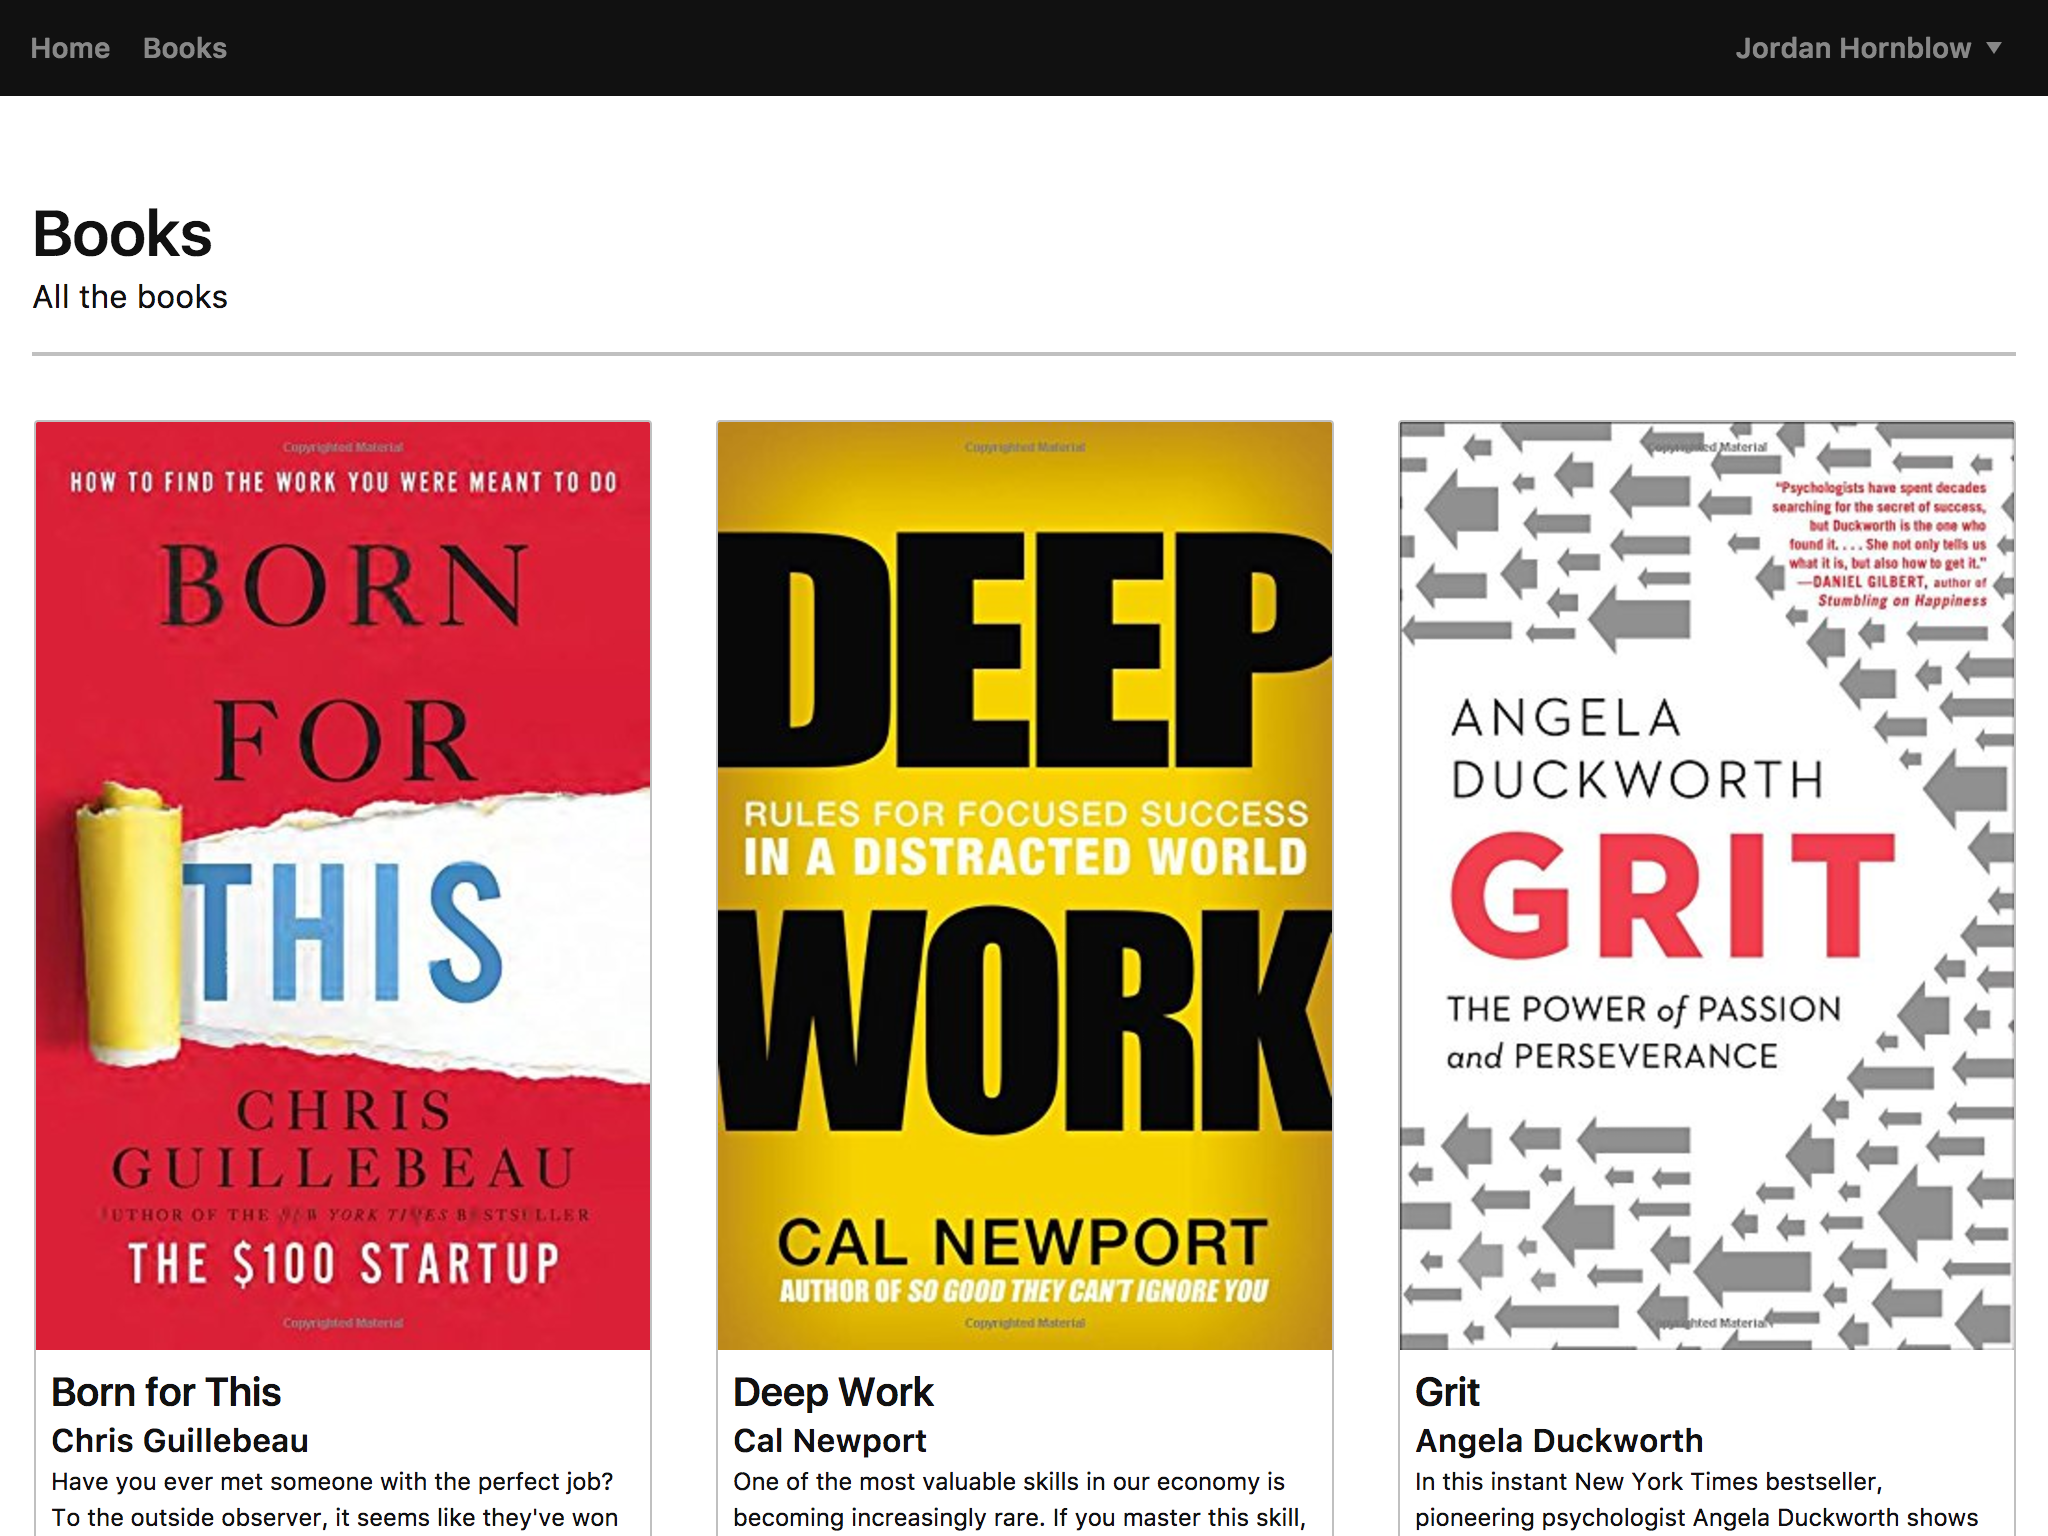 Home Books Jordan Hornblow
Books
All the books
Copyrighted Material
HOW TO FIND THE WORK YOU WERE MEANT TO DO
BORN
FOR
THIS
CHRIS
GUILLEBEAU
AUTHOR OF THE NEW YORK TIMES BESTSELLER
THE $100 STARTUP
Copyrighted Material
Born for This
Chris Guillebeau
Have you ever met someone with the perfect job?
To the outside observer, it seems like they've won
Copyrighted Material
DEEP
RULES FOR FOCUSED SUCCESS
IN A DISTRACTED WORLD
WORK
CAL NEWPORT
AUTHOR OF SO GOOD THEY CAN'T IGNORE YOU
Copyrighted Material
Deep Work
Cal Newport
One of the most valuable skills in our economy is
becoming increasingly rare. If you master this skill,
Copyrighted Material
"Psychologists have spent decades
searching for the secret of success,
but Duckworth is the one who
found it. . . . She not only tells us
what it is, but also how to get it."
—DANIEL GILBERT, author of
Stumbling on Happiness
ANGELA
DUCKWORTH
GRIT
THE POWER of PASSION
and PERSEVERANCE
Copyrighted Material
Grit
Angela Duckworth
In this instant New York Times bestseller,
pioneering psychologist Angela Duckworth shows